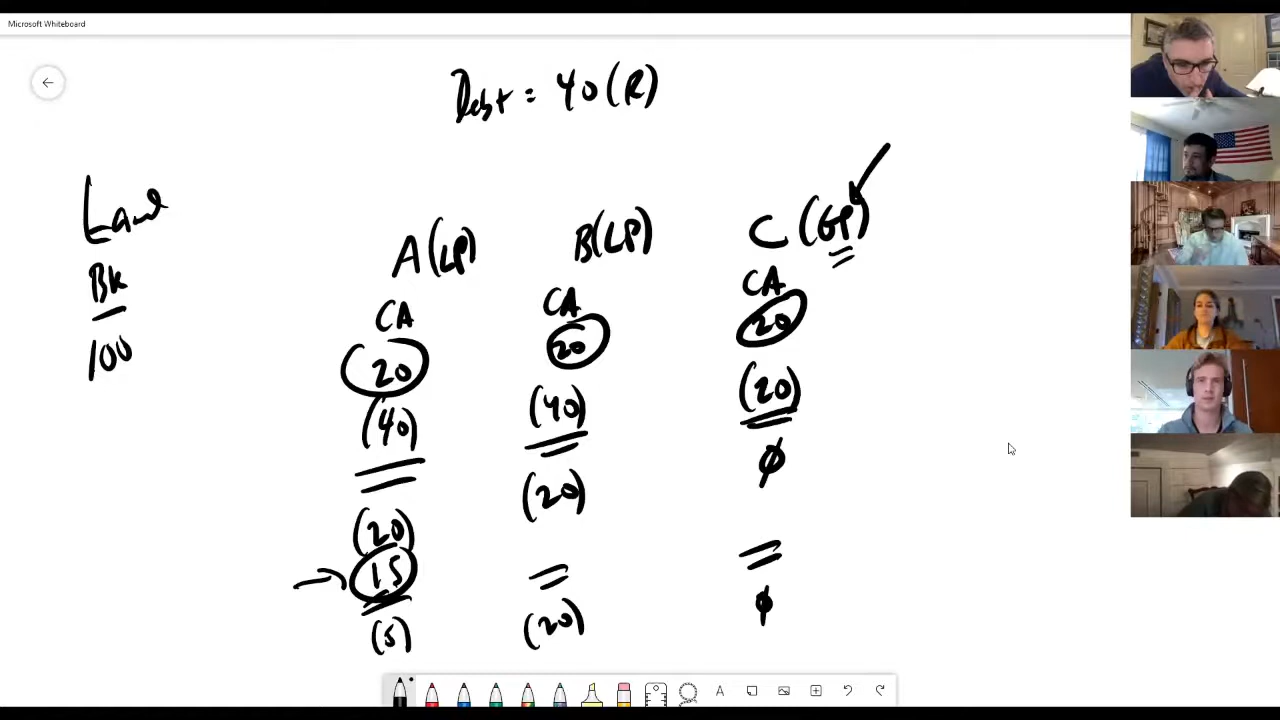 Microsoft Whiteboard
Debt = 40 (R)
Land
Bk
100
A (LP)
CA
20
(40)
(20)
→ 15
(5)
B (LP)
CA
20
(40)
(20)
(20)
C (GP)
CA
20
(20)
ϕ
ϕ
A